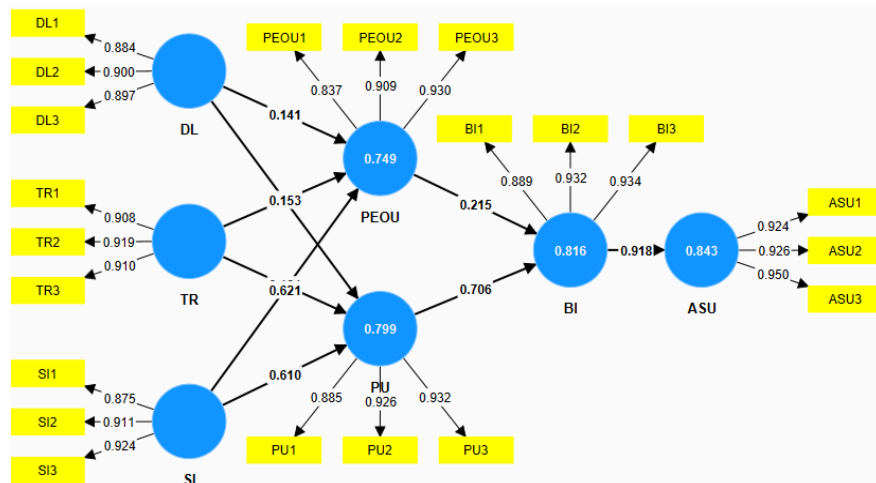 DL1
0.884
DL2
0.900
DL3
0.897
DL
PEOU1
PEOU2
PEOU3
0.837
0.909
0.930
0.141
0.749
PEOU
TR1
0.908
TR2
0.919
TR3
0.910
TR
0.153
0.621
BI1
BI2
BI3
0.889
0.932
0.934
0.215
0.816
BI
0.918
0.843
ASU
ASU1
0.924
ASU2
0.926
ASU3
0.950
0.706
0.799
PU
0.610
SI1
0.875
SI2
0.911
SI3
0.924
SI
0.885
0.926
0.932
PU1
PU2
PU3